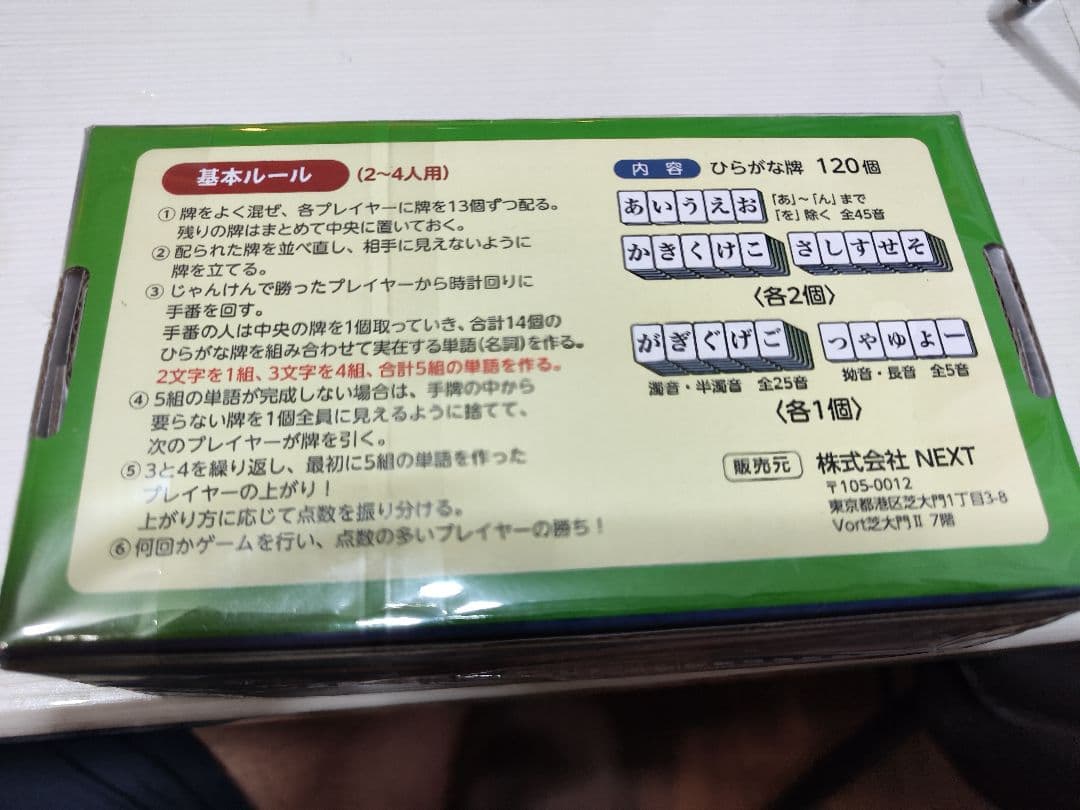 基本ルール (2~4人用)
① 牌をよく混ぜ、各プレイヤーに牌を13個ずつ配る。
残りの牌はまとめて中央に置いておく。
② 配られた牌を並べ直し、相手に見えないように
牌を立てる。
③ じゃんけんで勝ったプレイヤーから時計回りに
手番を回す。
手番の人は中央の牌を1個取っていき、合計14個の
ひらがな牌を組み合わせて実在する単語(名詞)を作る。
2文字を1組、3文字を4組、合計5組の単語を作る。
④ 5組の単語が完成しない場合は、手牌の中から
要らない牌を1個全員に見えるように捨てて、
次のプレイヤーが牌を引く。
⑤ 3と4を繰り返し、最初に5組の単語を作った
プレイヤーの上がり！
上がり方に応じて点数を振り分ける。
⑥ 何回かゲームを行い、点数の多いプレイヤーの勝ち！
内容 ひらがな牌 120個
あいうえお
「あ」~「ん」まで
「を」除く 全45音
かきくけこ さしすせそ
〈各2個〉
がぎぐげご つやゆよー
濁音・半濁音 全25音 拗音・長音 全5音
〈各1個〉
販売元 株式会社 NEXT
〒105-0012
東京都港区芝大門1丁目3-8
Vort芝大門Ⅱ 7階